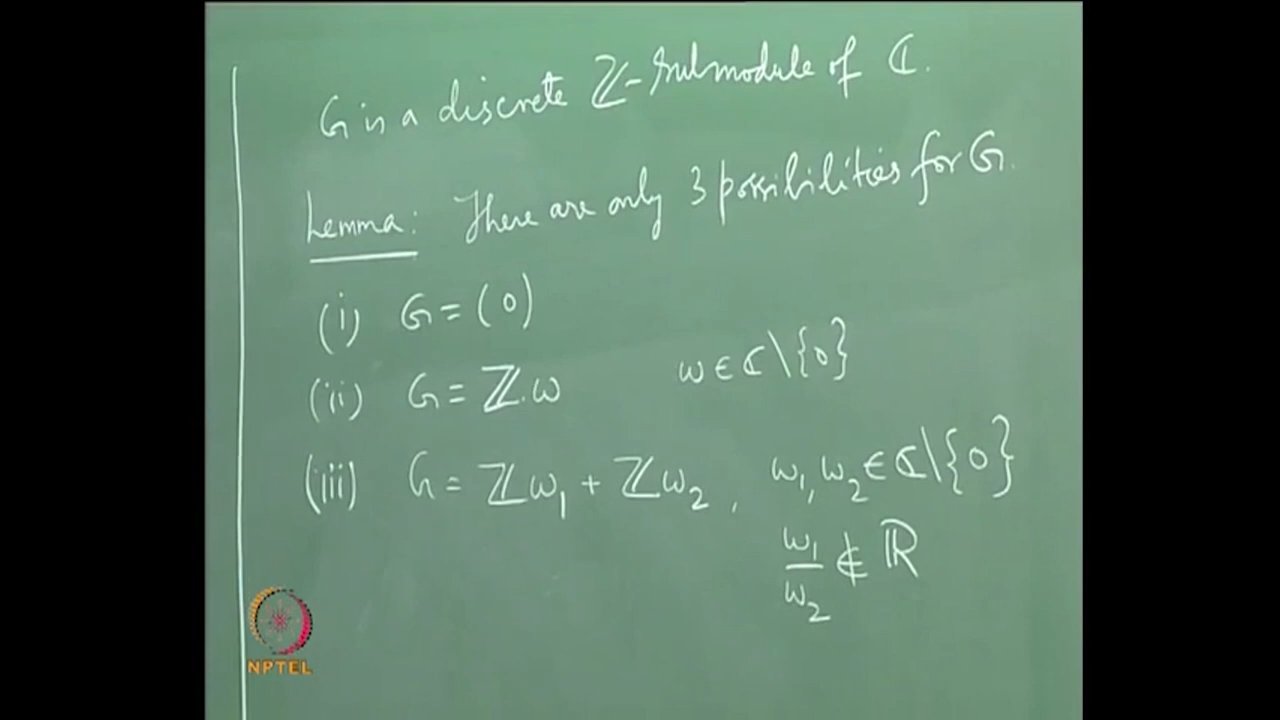 G is a discrete ℤ-submodule of ℂ.
Lemma: There are only 3 possibilities for G.
(i) G = (0)
(ii) G = ℤ.ω ω ∈ ℂ\{0}
(iii) G = ℤω₁ + ℤω₂, ω₁, ω₂ ∈ ℂ\{0}
ω₁/ω₂ ∉ ℝ
NPTEL